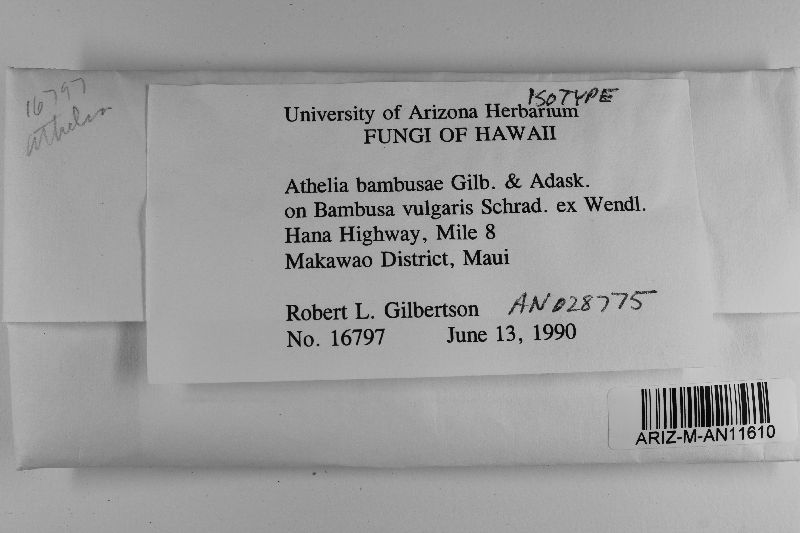 16797
Athelia
ISOTYPE
University of Arizona Herbarium
FUNGI OF HAWAII
Athelia bambusae Gilb. & Adask.
on Bambusa vulgaris Schrad. ex Wendl.
Hana Highway, Mile 8
Makawao District, Maui
Robert L. Gilbertson AN028775
No. 16797 June 13, 1990
ARIZ-M-AN11610